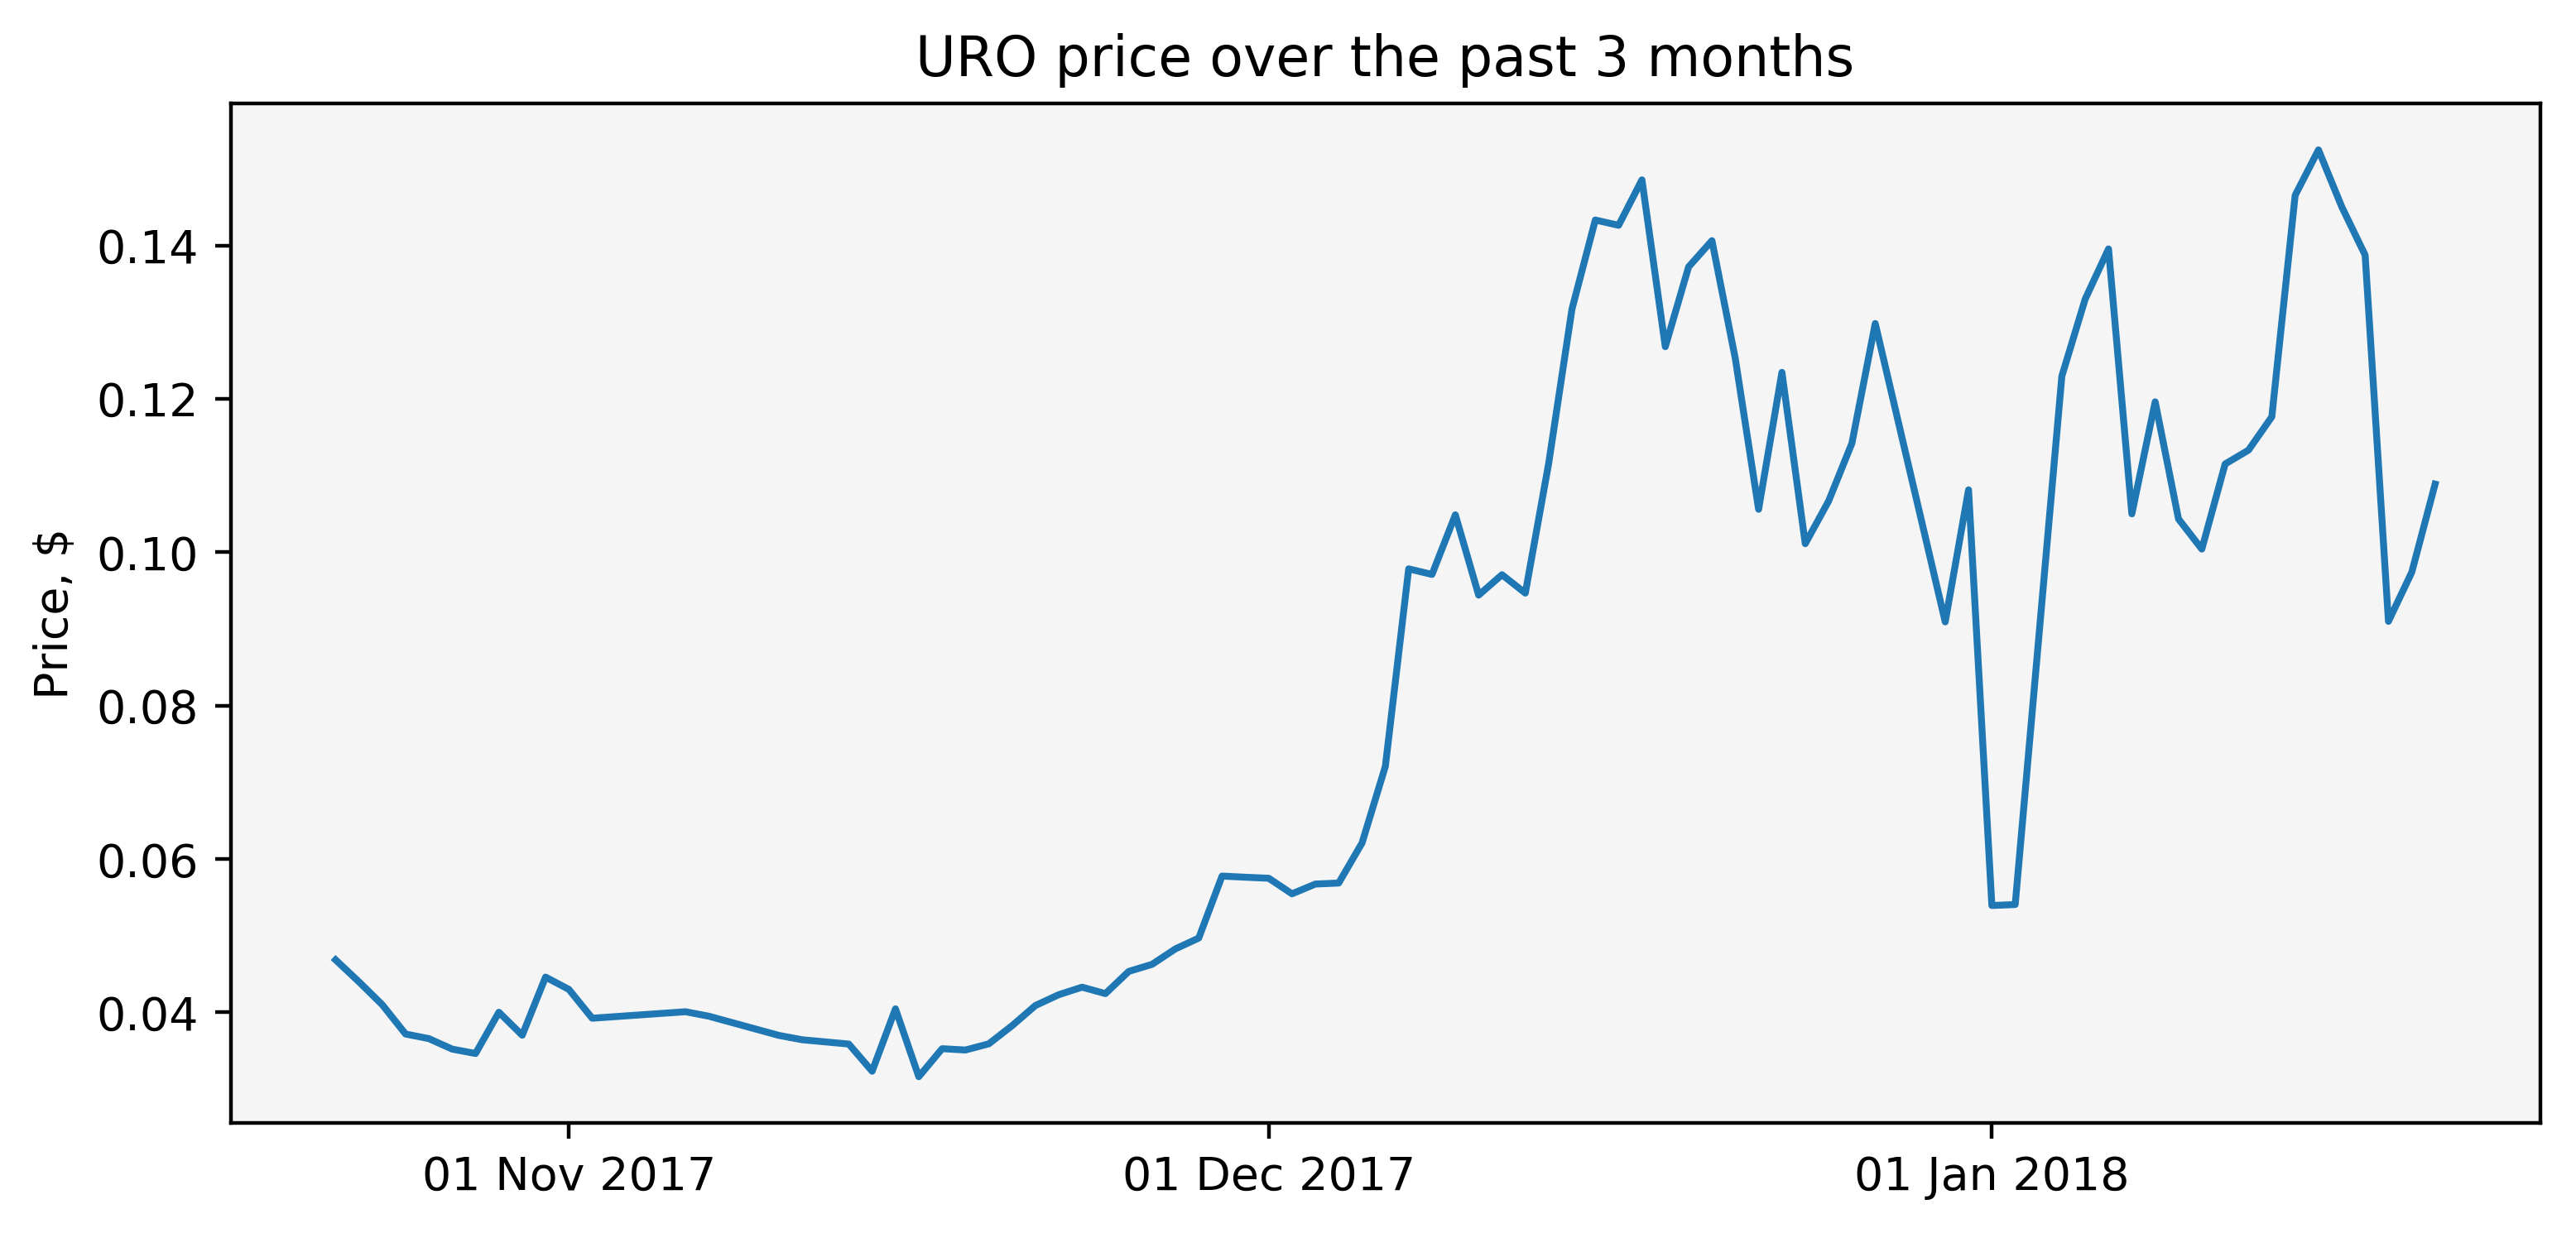 URO price over the past 3 months
Price, $
0.14
0.12
0.10
0.08
0.06
0.04
01 Nov 2017
01 Dec 2017
01 Jan 2018